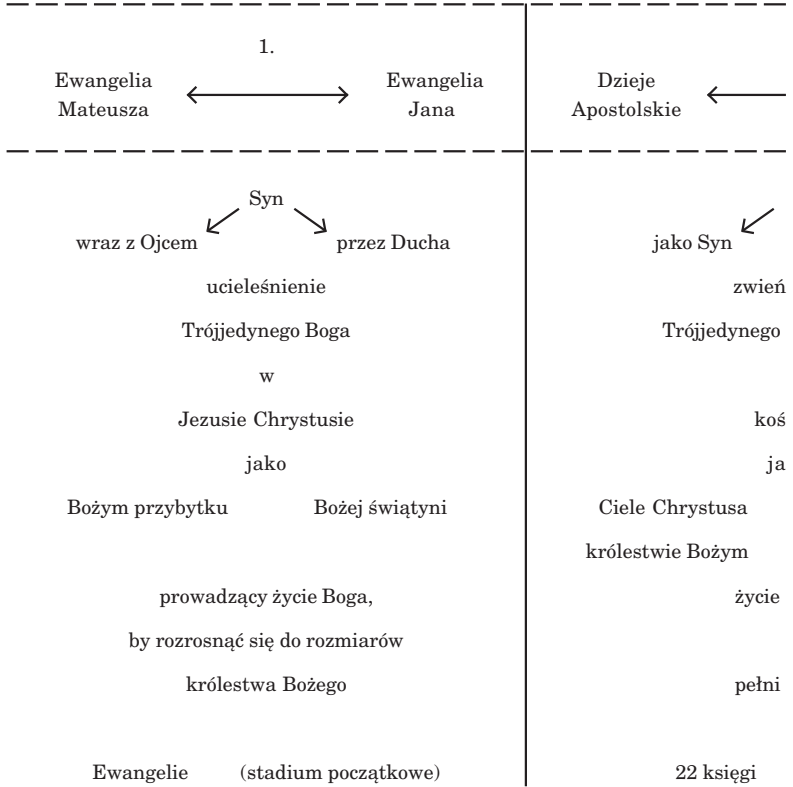 1.
Ewangelia
Mateusza
Ewangelia
Jana
Syn
wraz z Ojcem przez Ducha
ucieleśnienie
Trójjedynego Boga
w
Jezusie Chrystusie
jako
Bożym przybytku Bożej świątyni
prowadzący życie Boga,
by rozrosnąć się do rozmiarów
królestwa Bożego
Ewangelie (stadium początkowe)
Dzieje
Apostolskie
jako Syn
zwień
Trójjedynego
koś
ja
Ciele Chrystusa
królestwie Bożym
życie
pełni
22 księgi